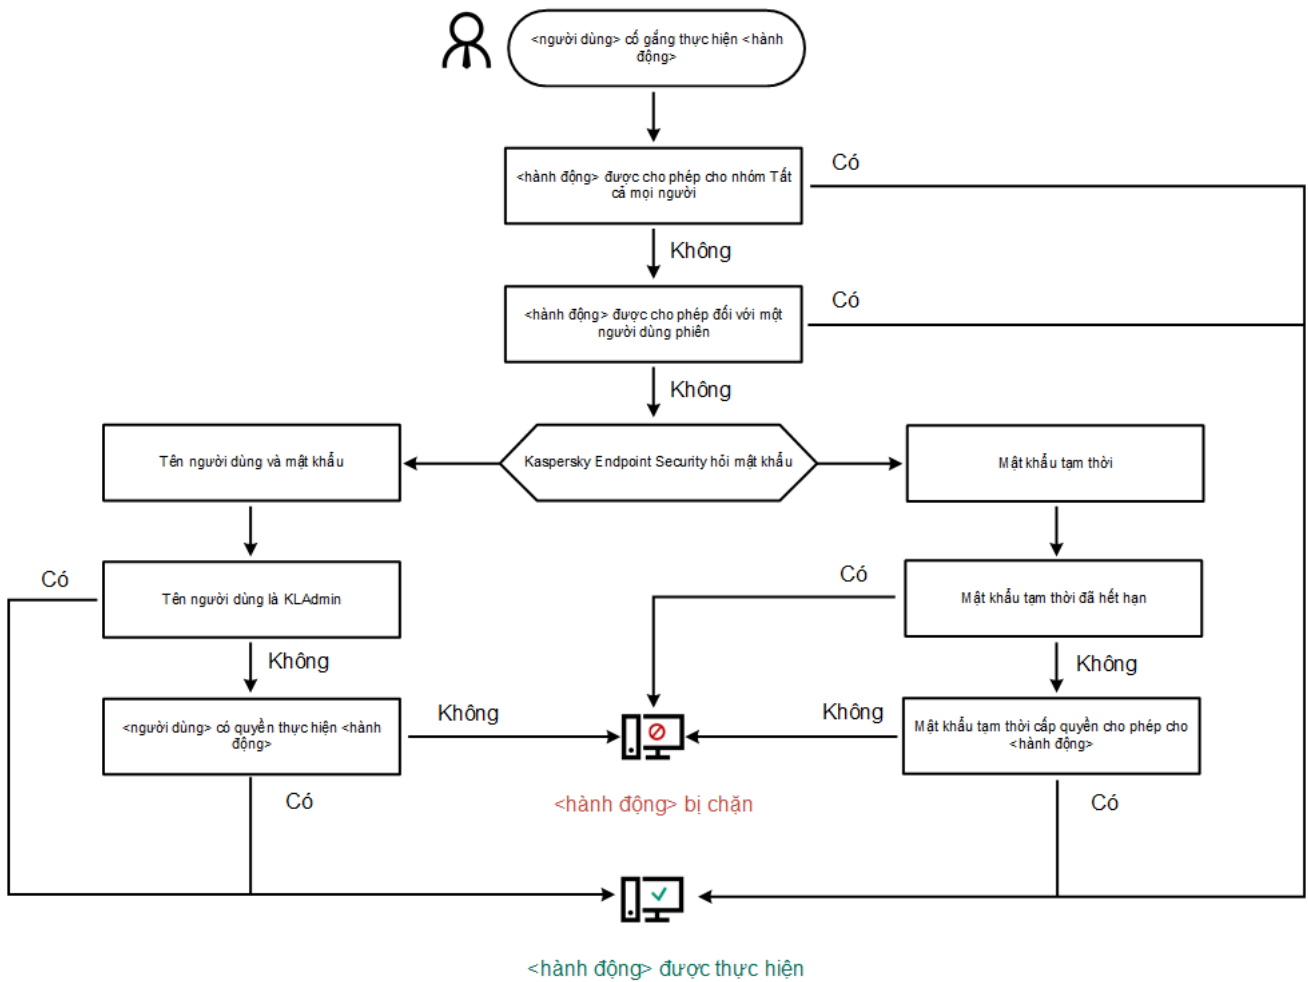 <người dùng> cố gắng thực hiện <hành
động>
<hành động> được cho phép cho nhóm Tất
cả mọi người
Có
Không
<hành động> được cho phép đối với một
người dùng phiên
Có
Không
Tên người dùng và mật khẩu
Kaspersky Endpoint Security hỏi mật khẩu
Mật khẩu tạm thời
Có
Tên người dùng là KLAdmin
Có
Mật khẩu tạm thời đã hết hạn
Không
Không
<người dùng> có quyền thực hiện <hành
động>
Không
Không
Mật khẩu tạm thời cấp quyền cho phép cho
<hành động>
Có
<hành động> bị chặn
Có
<hành động> được thực hiện